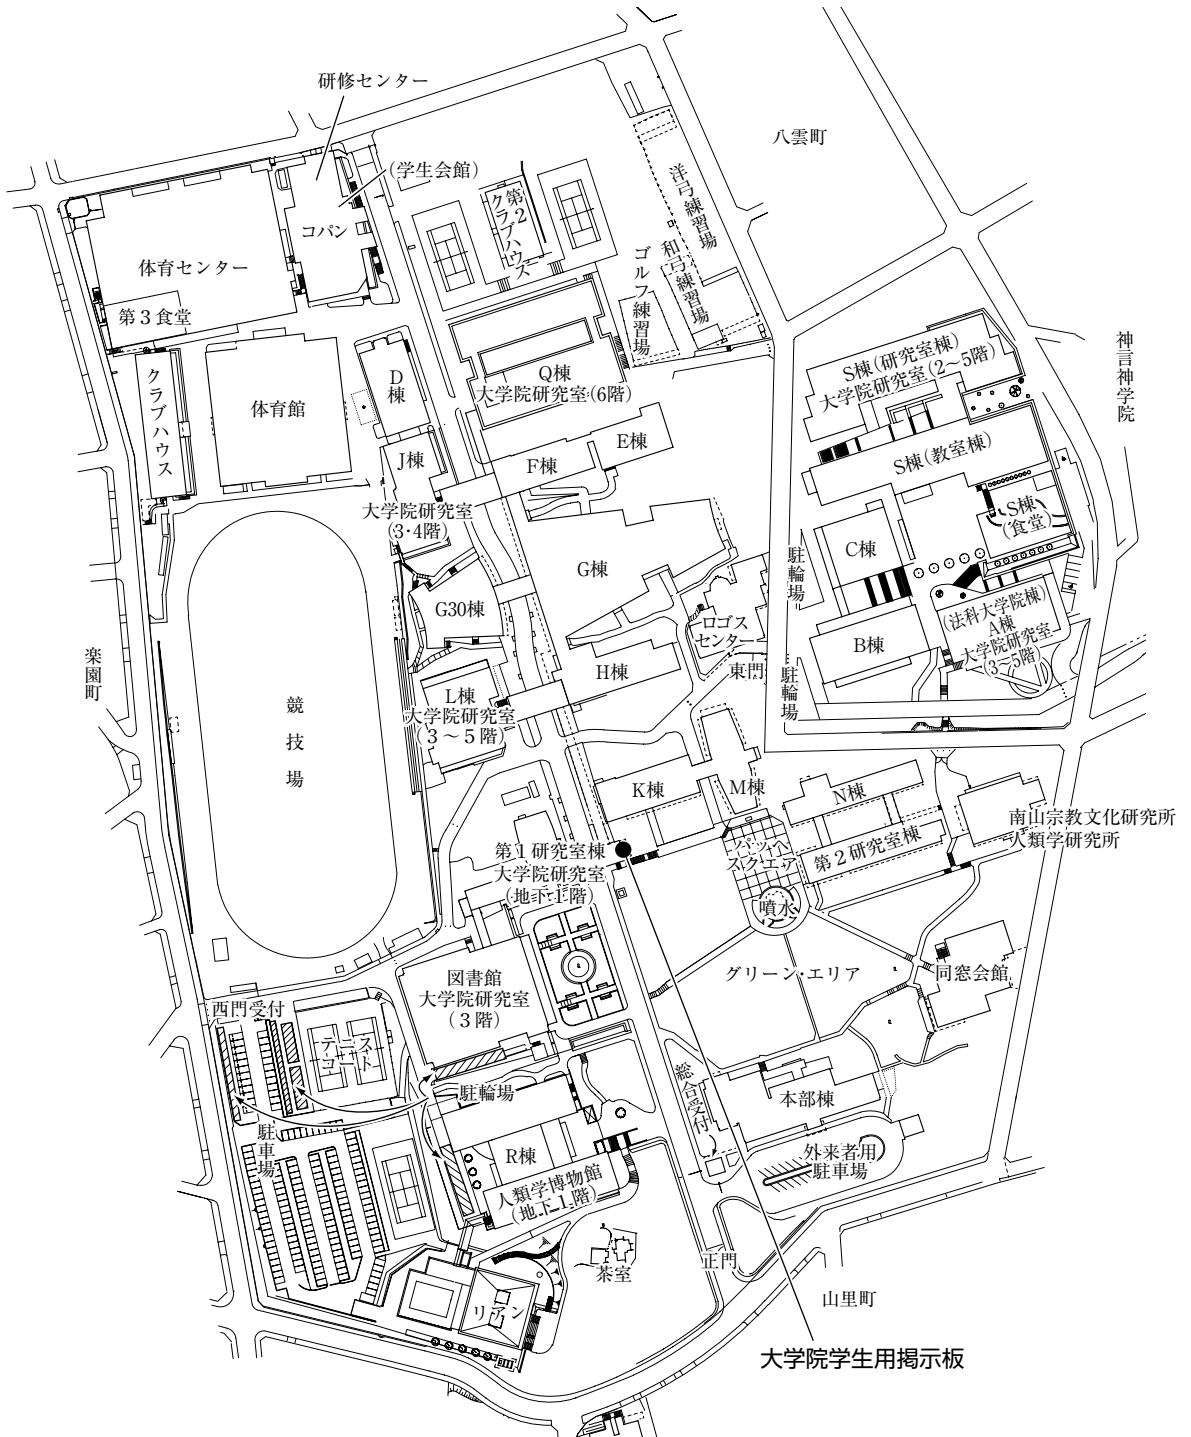 研修センター
(学生会館)
コパン
体育センター
第3食堂
クラブハウス
体育館
D棟
J棟
大学院研究室
(3·4階)
第2
クラブハウス
洋弓練習場
和弓練習場
ゴルフ練習場
八雲町
神言神学院
Q棟
大学院研究室(6階)
E棟
F棟
G棟
G30棟
S棟(研究室棟)
大学院研究室(2～5階)
S棟(教室棟)
S棟
(食堂)
C棟
駐輪場
B棟
(法科大学院棟)
A棟
大学院研究室
(3～5階)
ロゴス
センター
東門
駐輪場
H棟
L棟
大学院研究室
(3～5階)
楽園町
競技場
K棟
M棟
N棟
第2研究室棟
南山宗教文化研究所
人類学研究所
パッヘ
スクエア
噴水
第1研究室棟
大学院研究室
(地下1階)
グリーン・エリア
同窓会館
図書館
大学院研究室
(3階)
西門受付
テニス
コート
駐輪場
駐車場
総合受付
本部棟
外来者用
駐車場
R棟
人類学博物館
(地下1階)
茶室
リアン
正門
山里町
大学院学生用掲示板